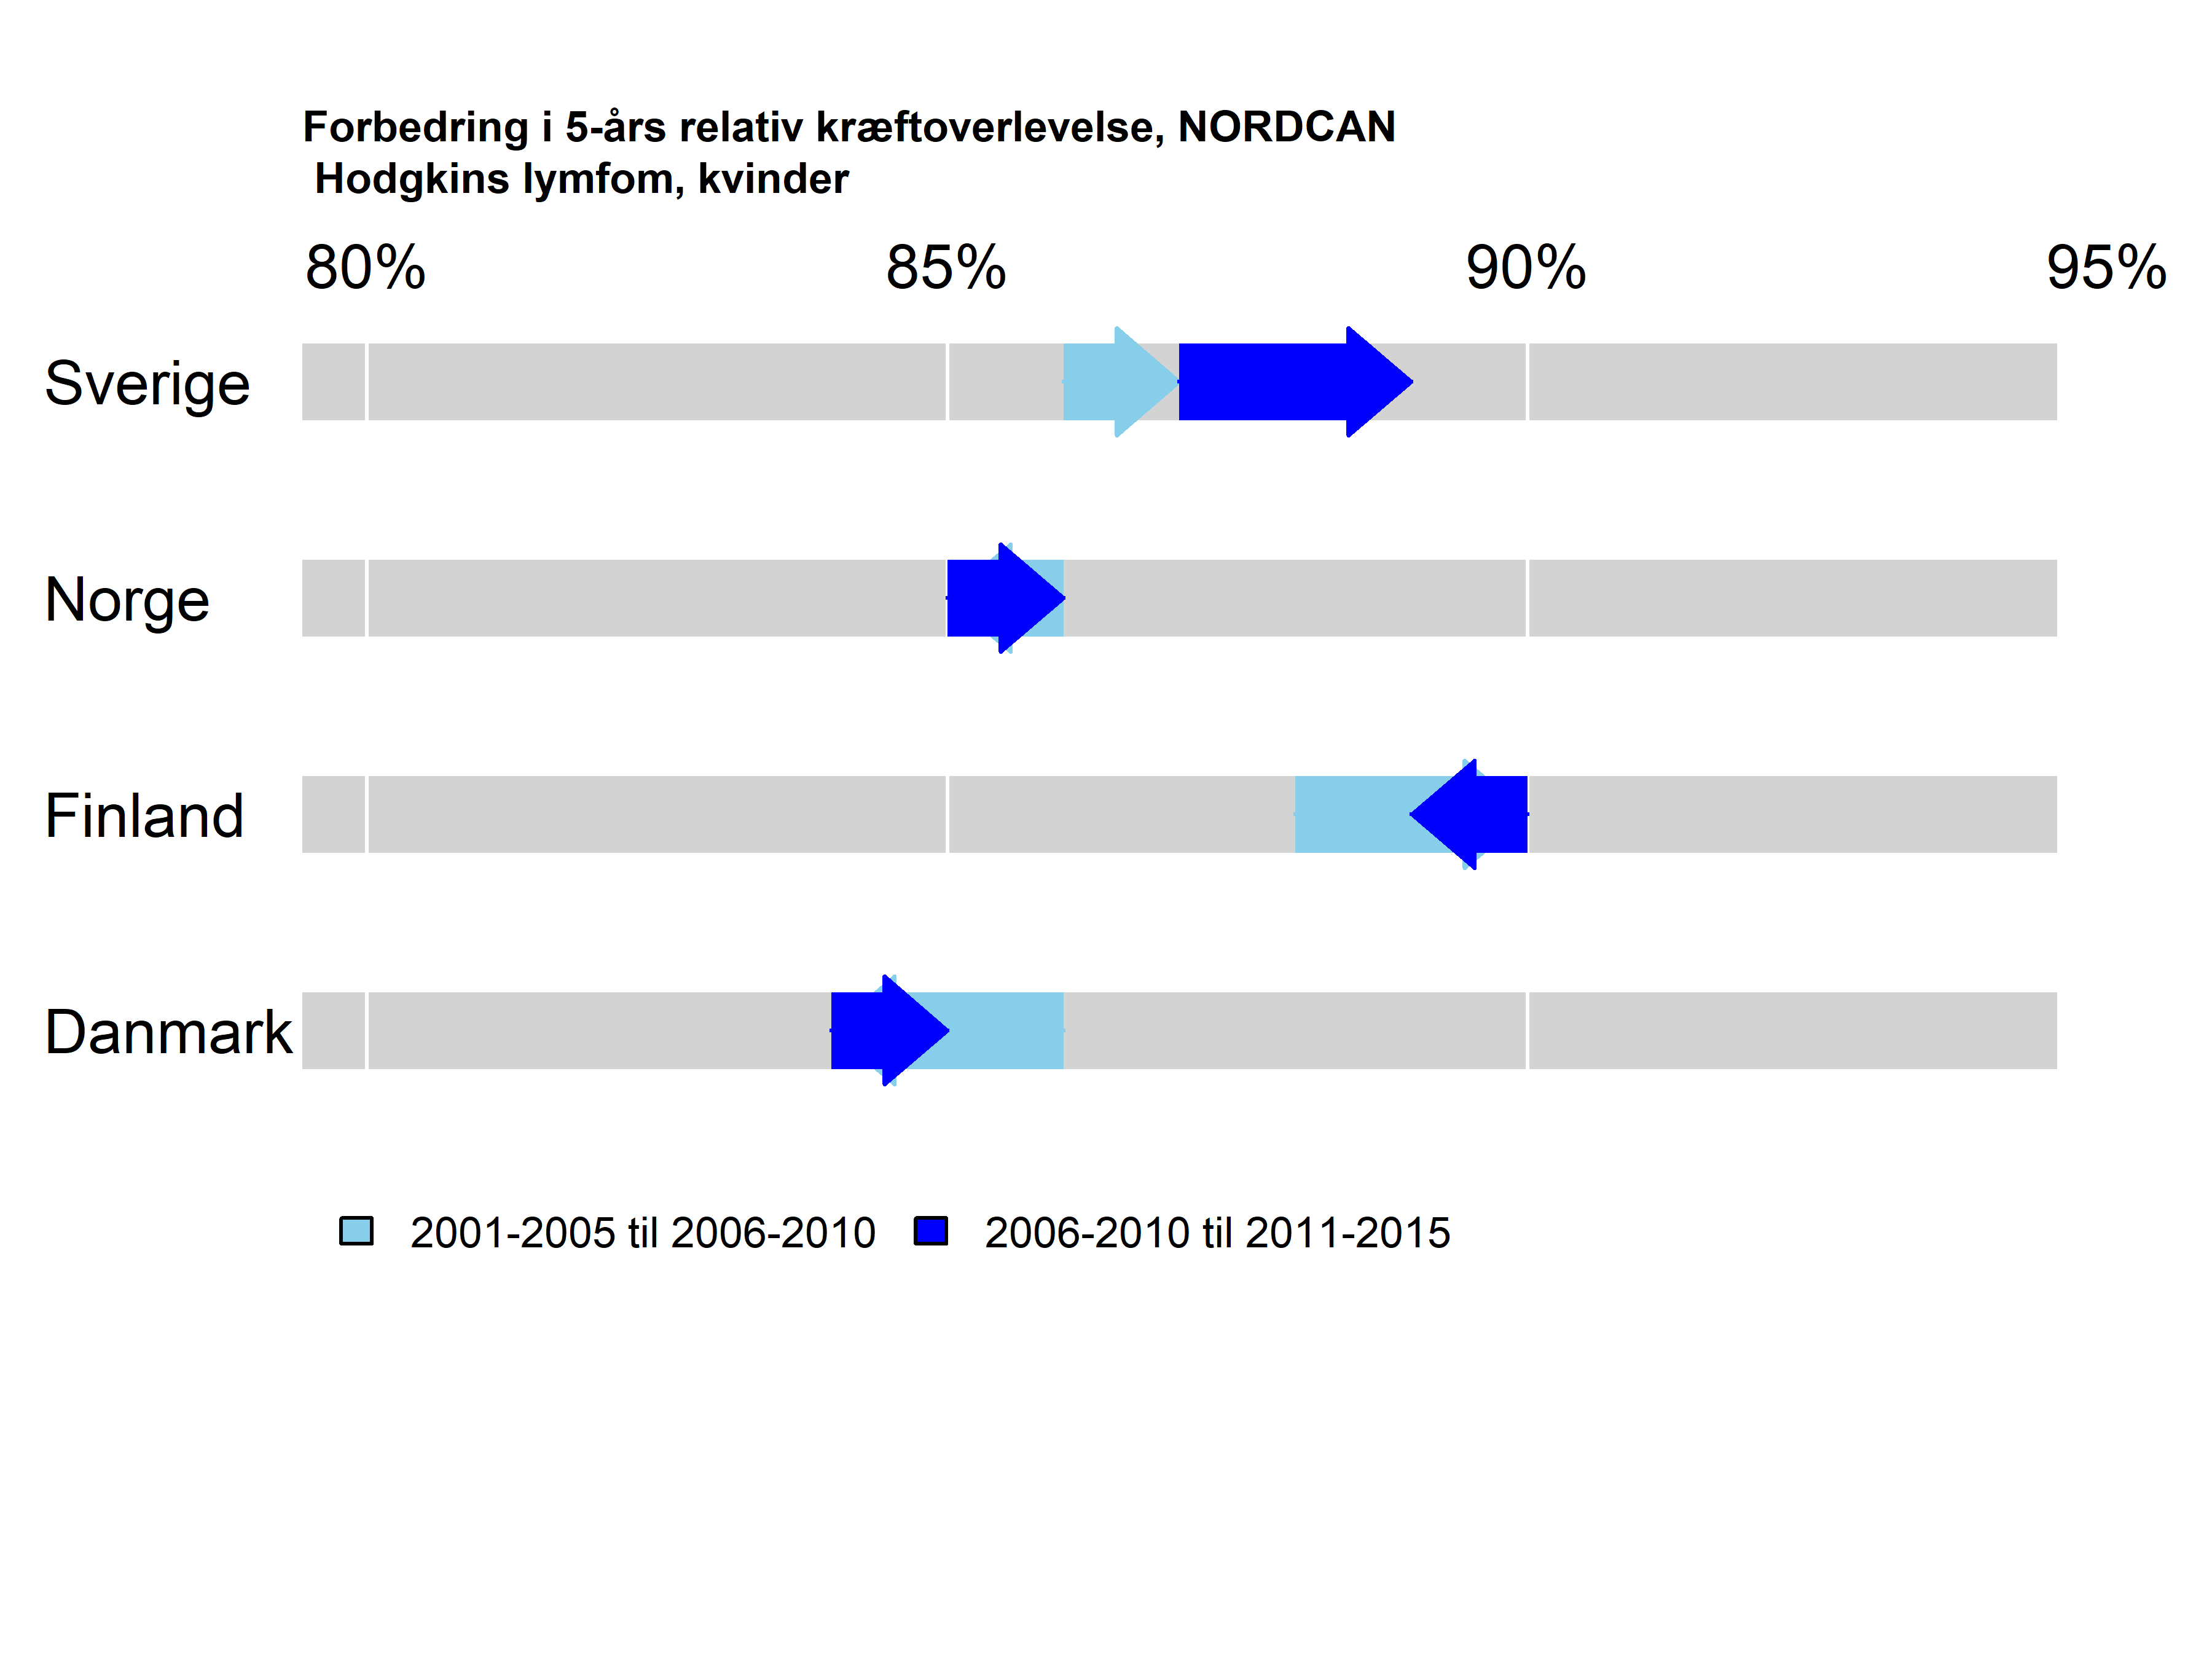 Forbedring i 5-års relativ kræftoverlevelse, NORDCAN
Hodgkins lymfom, kvinder
80% 85% 90% 95%
Sverige
Norge
Finland
Danmark
2001-2005 til 2006-2010 2006-2010 til 2011-2015